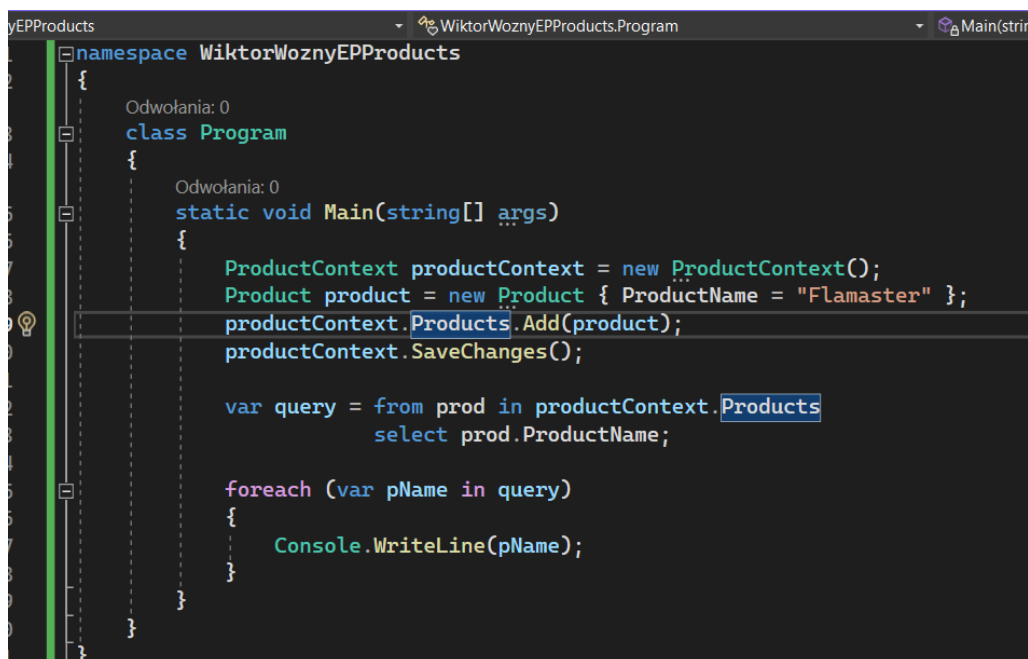 yEPProducts WiktorWoznyEPProducts.Program Main(strin
namespace WiktorWoznyEPProducts
{
Odwołania: 0
class Program
{
Odwołania: 0
static void Main(string[] args)
{
ProductContext productContext = new ProductContext();
Product product = new Product { ProductName = "Flamaster" };
productContext.Products.Add(product);
productContext.SaveChanges();
var query = from prod in productContext.Products
select prod.ProductName;
foreach (var pName in query)
{
Console.WriteLine(pName);
}
}
}
}